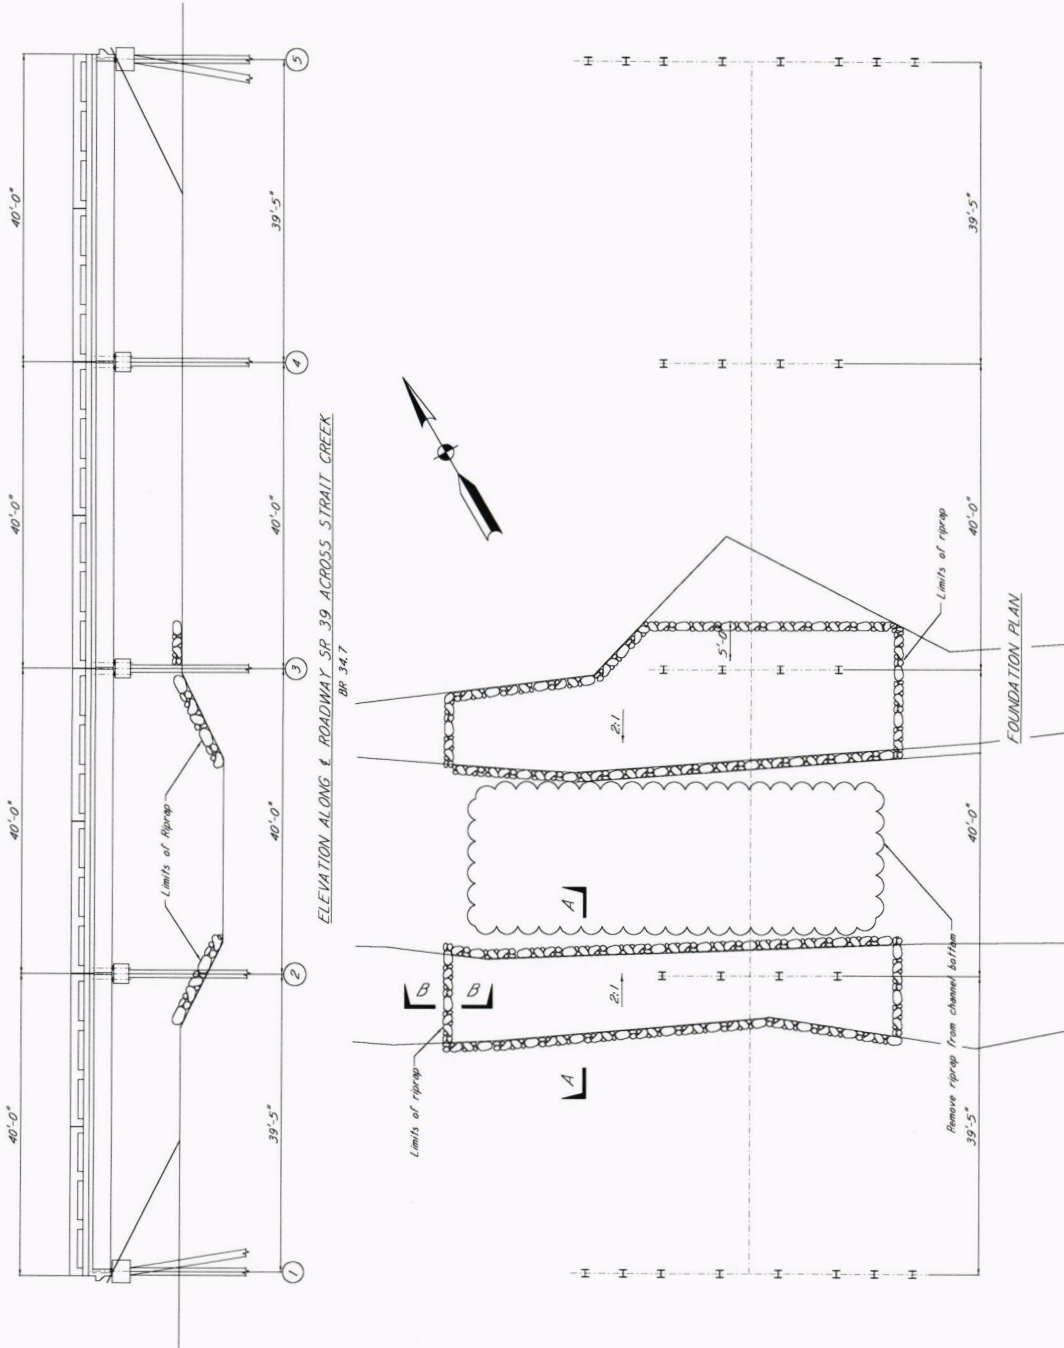 40'-0"
40'-0"
40'-0"
40'-0"
Limits of Riprap
39'-5"
40'-0"
40'-0"
39'-5"
1
2
3
4
5
ELEVATION ALONG ℄ ROADWAY SR 39 ACROSS STRAIT CREEK
BR 34.7
Limits of riprap
B
B
A
A
2:1
2:1
5'-0"
Limits of riprap
Remove riprap from channel bottom
39'-5"
40'-0"
40'-0"
39'-5"
FOUNDATION PLAN